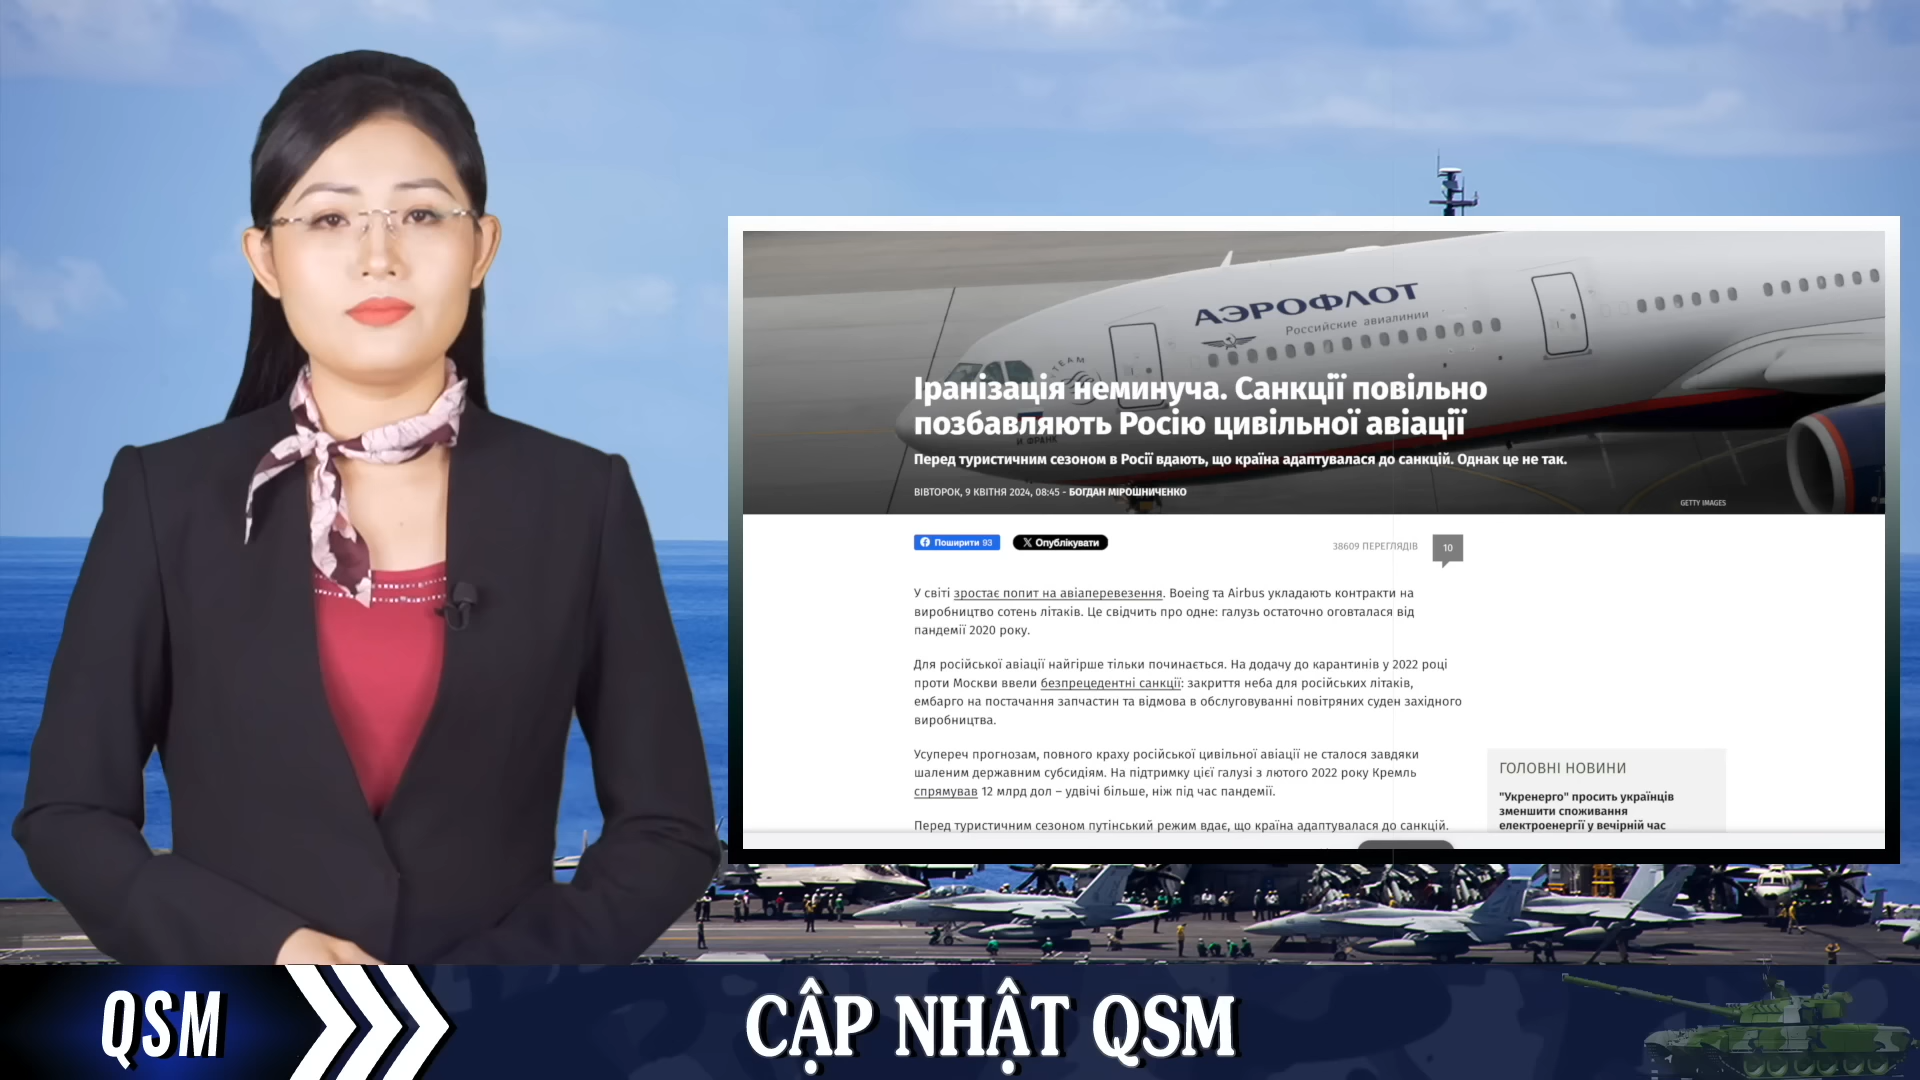 АЭРОФЛОТ
Российские авиалинии
Іранізація неминуча. Санкції повільно
позбавляють Росію цивільної авіації
Й. ФРАНК
Перед туристичним сезоном в Росії вдають, що країна адаптувалася до санкцій. Однак це не так.
ВІВТОРОК, 9 КВІТНЯ 2024, 08:45 - БОГДАН МІРОШНИЧЕНКО
GETTY IMAGES
Поширити 93
Опублікувати
38609 ПЕРЕГЛЯДІВ
10
У світі зростає попит на авіаперевезення. Boeing та Airbus укладають контракти на
виробництво сотень літаків. Це свідчить про одне: галузь остаточно оговталася від
пандемії 2020 року.
Для російської авіації найгірше тільки починається. На додачу до карантинів у 2022 році
проти Москви ввели безпрецедентні санкції: закриття неба для російських літаків,
ембарго на постачання запчастин та відмова в обслуговуванні повітряних суден західного
виробництва.
Усупереч прогнозам, повного краху російської цивільної авіації не сталося завдяки
шаленим державним субсидіям. На підтримку цієї галузі з лютого 2022 року Кремль
спрямував 12 млрд дол – удвічі більше, ніж під час пандемії.
Перед туристичним сезоном путінський режим вдає, що країна адаптувалася до санкцій.
ГОЛОВНІ НОВИНИ
"Укренерго" просить українців
зменшити споживання
електроенергії у вечірній час
QSM
CẬP NHẬT QSM